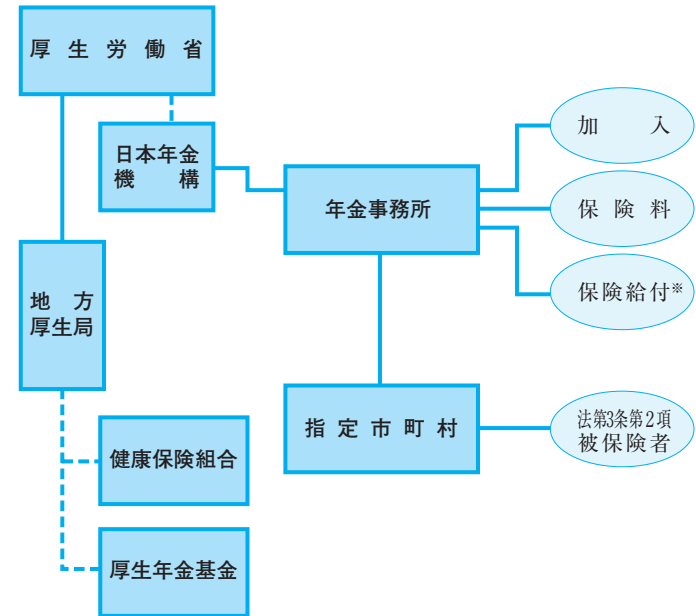 厚生労働省
日本年金
機構
年金事務所
加入
保険料
保険給付※
地方
厚生局
指定市町村
法第3条第2項
被保険者
健康保険組合
厚生年金基金